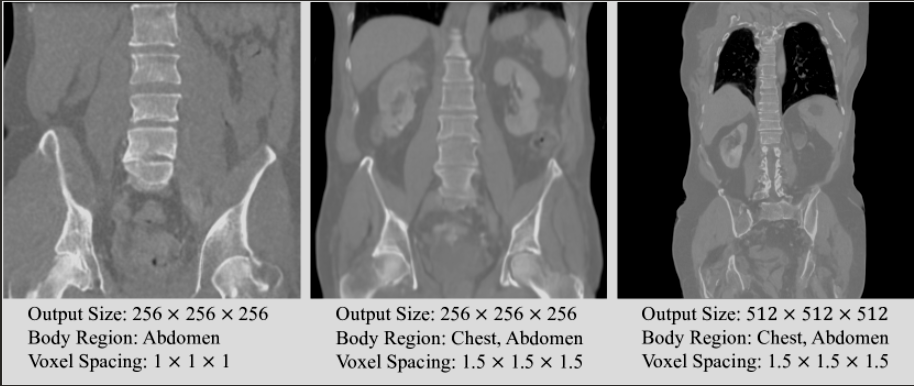 Output Size: 256 × 256 × 256
Body Region: Abdomen
Voxel Spacing: 1 × 1 × 1
Output Size: 256 × 256 × 256
Body Region: Chest, Abdomen
Voxel Spacing: 1.5 × 1.5 × 1.5
Output Size: 512 × 512 × 512
Body Region: Chest, Abdomen
Voxel Spacing: 1.5 × 1.5 × 1.5